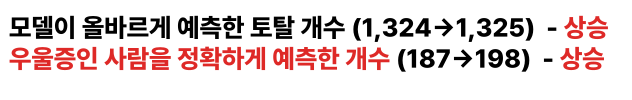 모델이 올바르게 예측한 토탈 개수 (1,324→1,325) - 상승
우울증인 사람을 정확하게 예측한 개수 (187→198) - 상승